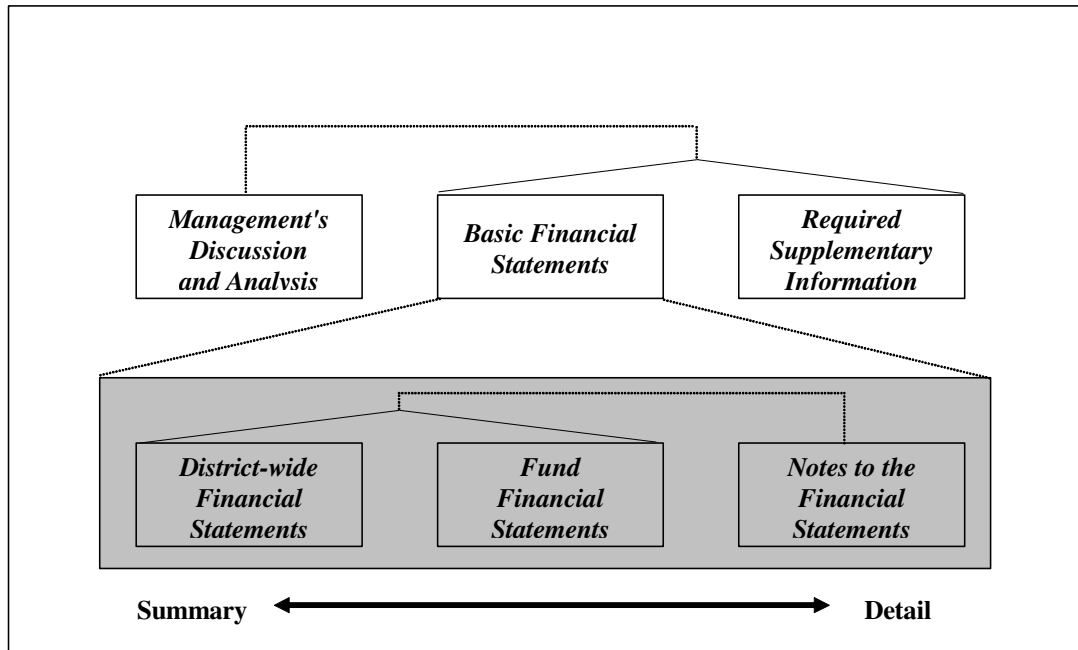 Management's
Discussion
and Analysis
Basic Financial
Statements
Required
Supplementary
Information
District-wide
Financial
Statements
Fund
Financial
Statements
Notes to the
Financial
Statements
Summary
Detail